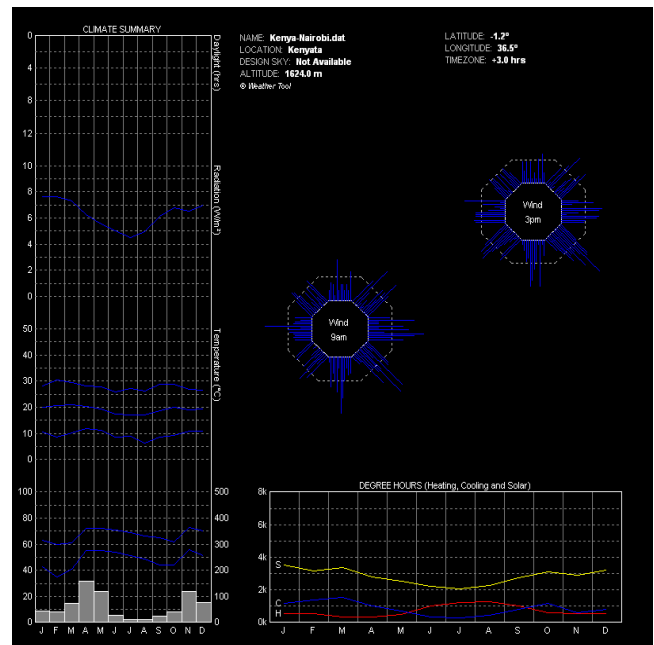 CLIMATE SUMMARY
NAME: Kenya-Nairobi.dat
LOCATION: Kenyata
DESIGN SKY: Not Available
ALTITUDE: 1624.0 m
© Weather Tool
LATITUDE: -1.2°
LONGITUDE: 36.5°
TIMEZONE: +3.0 hrs
0
4
8
12
Daylight (hrs)
10
8
6
4
2
0
Radiation (W/m²)
50
40
30
20
10
0
Temperature (°C)
100
80
60
40
20
0
500
400
300
200
100
0
J F M A M J J A S O N D
Wind
3pm
Wind
9am
DEGREE HOURS (Heating, Cooling and Solar)
8k
6k
4k
2k
0k
S
C
H
J F M A M J J A S O N D